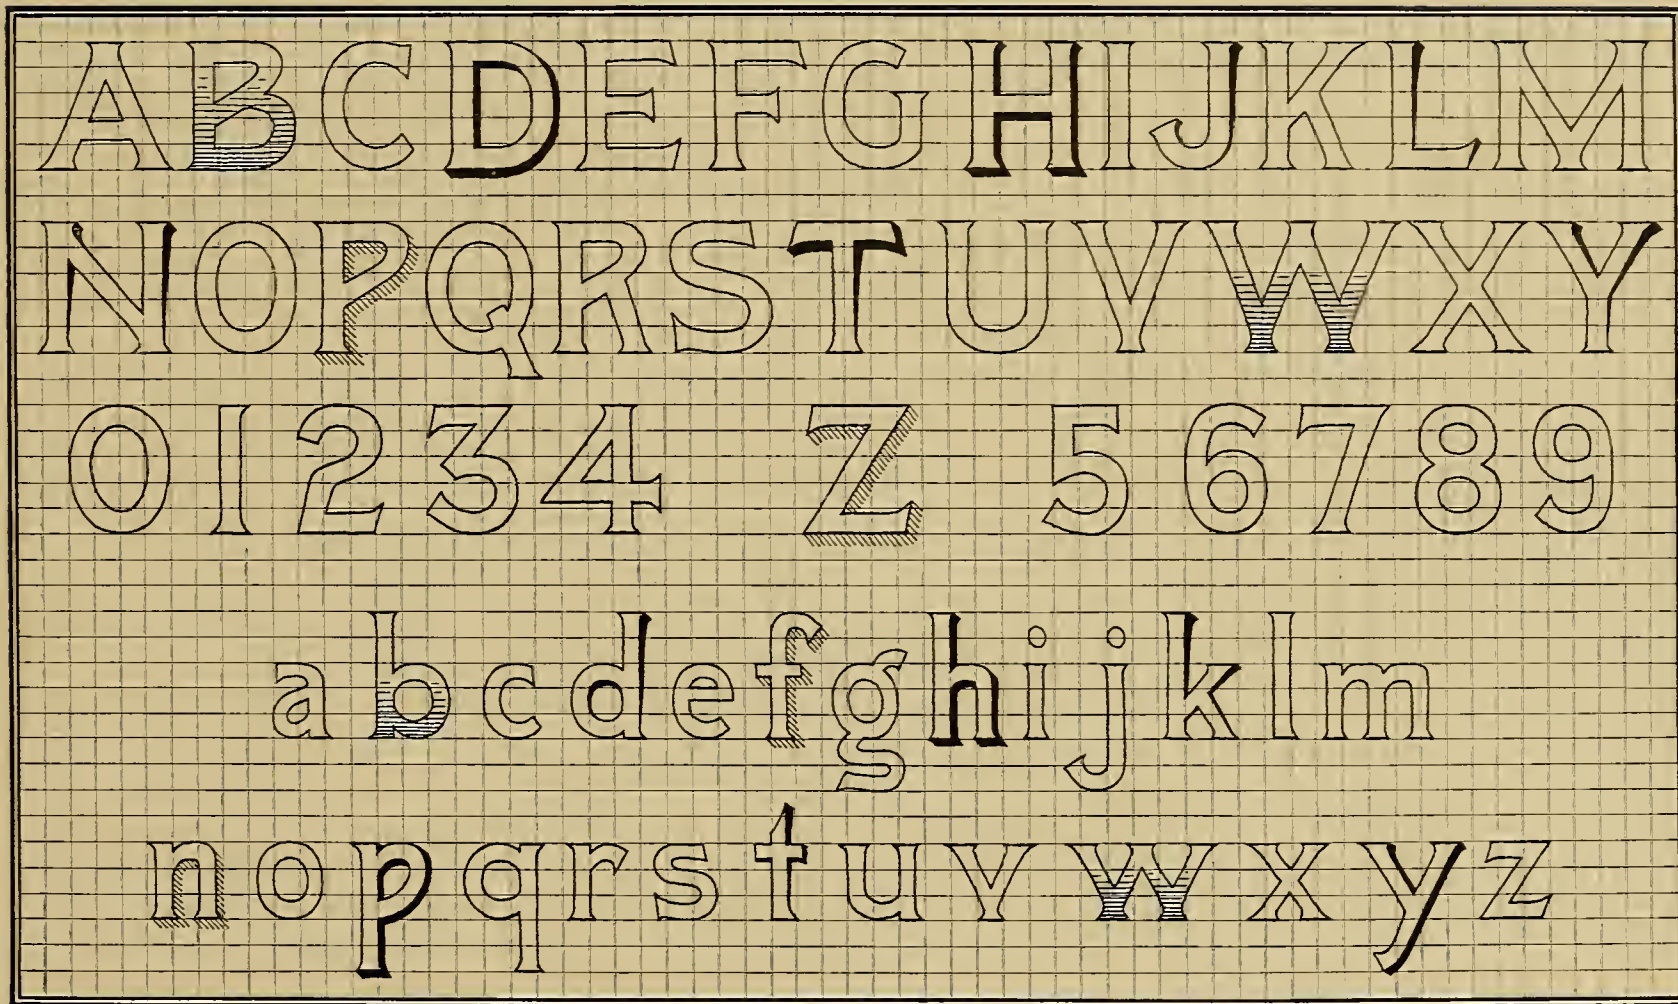 ABCDEFGHIJKLM
NOPQRSTUVWXY
01234 Z 56789
abcdefghijklm
nopqrstuvwxyz